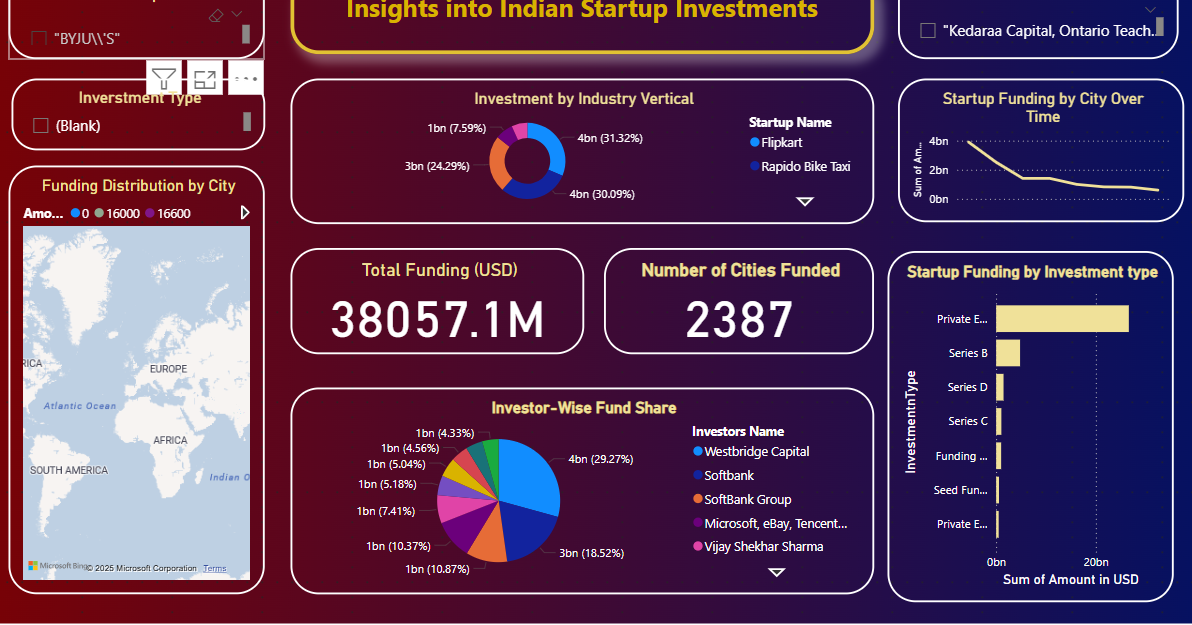 Insights into Indian Startup Investments
"BYJU\\'S"
"Kedaraa Capital, Ontario Teach...
Inverstment Type
(Blank)
Funding Distribution by City
Amo... 0 16000 16600
RICA
EUROPE
Atlantic Ocean
AFRICA
SOUTH AMERICA
Indian O
Microsoft Bing
© 2025 Microsoft Corporation Terms
Investment by Industry Vertical
1bn (7.59%)
4bn (31.32%)
3bn (24.29%)
4bn (30.09%)
Startup Name
Flipkart
Rapido Bike Taxi
Total Funding (USD)
38057.1M
Number of Cities Funded
2387
Investor-Wise Fund Share
1bn (4.33%)
1bn (4.56%)
1bn (5.04%)
1bn (5.18%)
1bn (7.41%)
1bn (10.37%)
1bn (10.87%)
4bn (29.27%)
3bn (18.52%)
Investors Name
Westbridge Capital
Softbank
SoftBank Group
Microsoft, eBay, Tencent...
Vijay Shekhar Sharma
Startup Funding by City Over
Time
Sum of Am...
4bn
2bn
0bn
Startup Funding by Investment type
InvestmentnType
Private E...
Series B
Series D
Series C
Funding ...
Seed Fun...
Private E...
0bn 20bn
Sum of Amount in USD